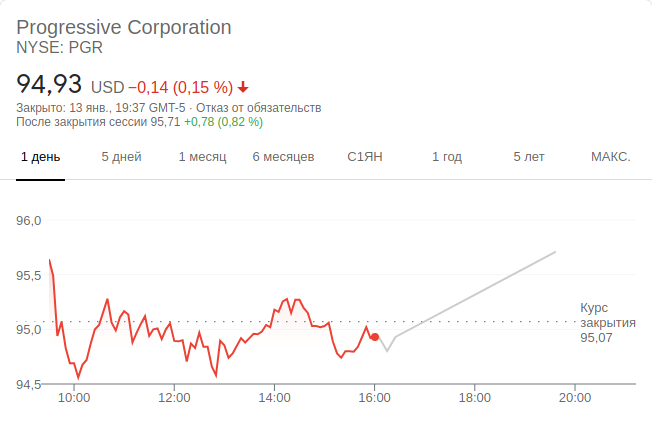 Progressive Corporation
NYSE: PGR
94,93 USD −0,14 (0,15 %)
Закрыто: 13 янв., 19:37 GMT-5 · Отказ от обязательств
После закрытия сессии 95,71 +0,78 (0,82 %)
1 день 5 дней 1 месяц 6 месяцев С1ЯН 1 год 5 лет МАКС.
96,0
95,5
Курс
закрытия
95,07
95,0
94,5
10:00 12:00 14:00 16:00 18:00 20:00